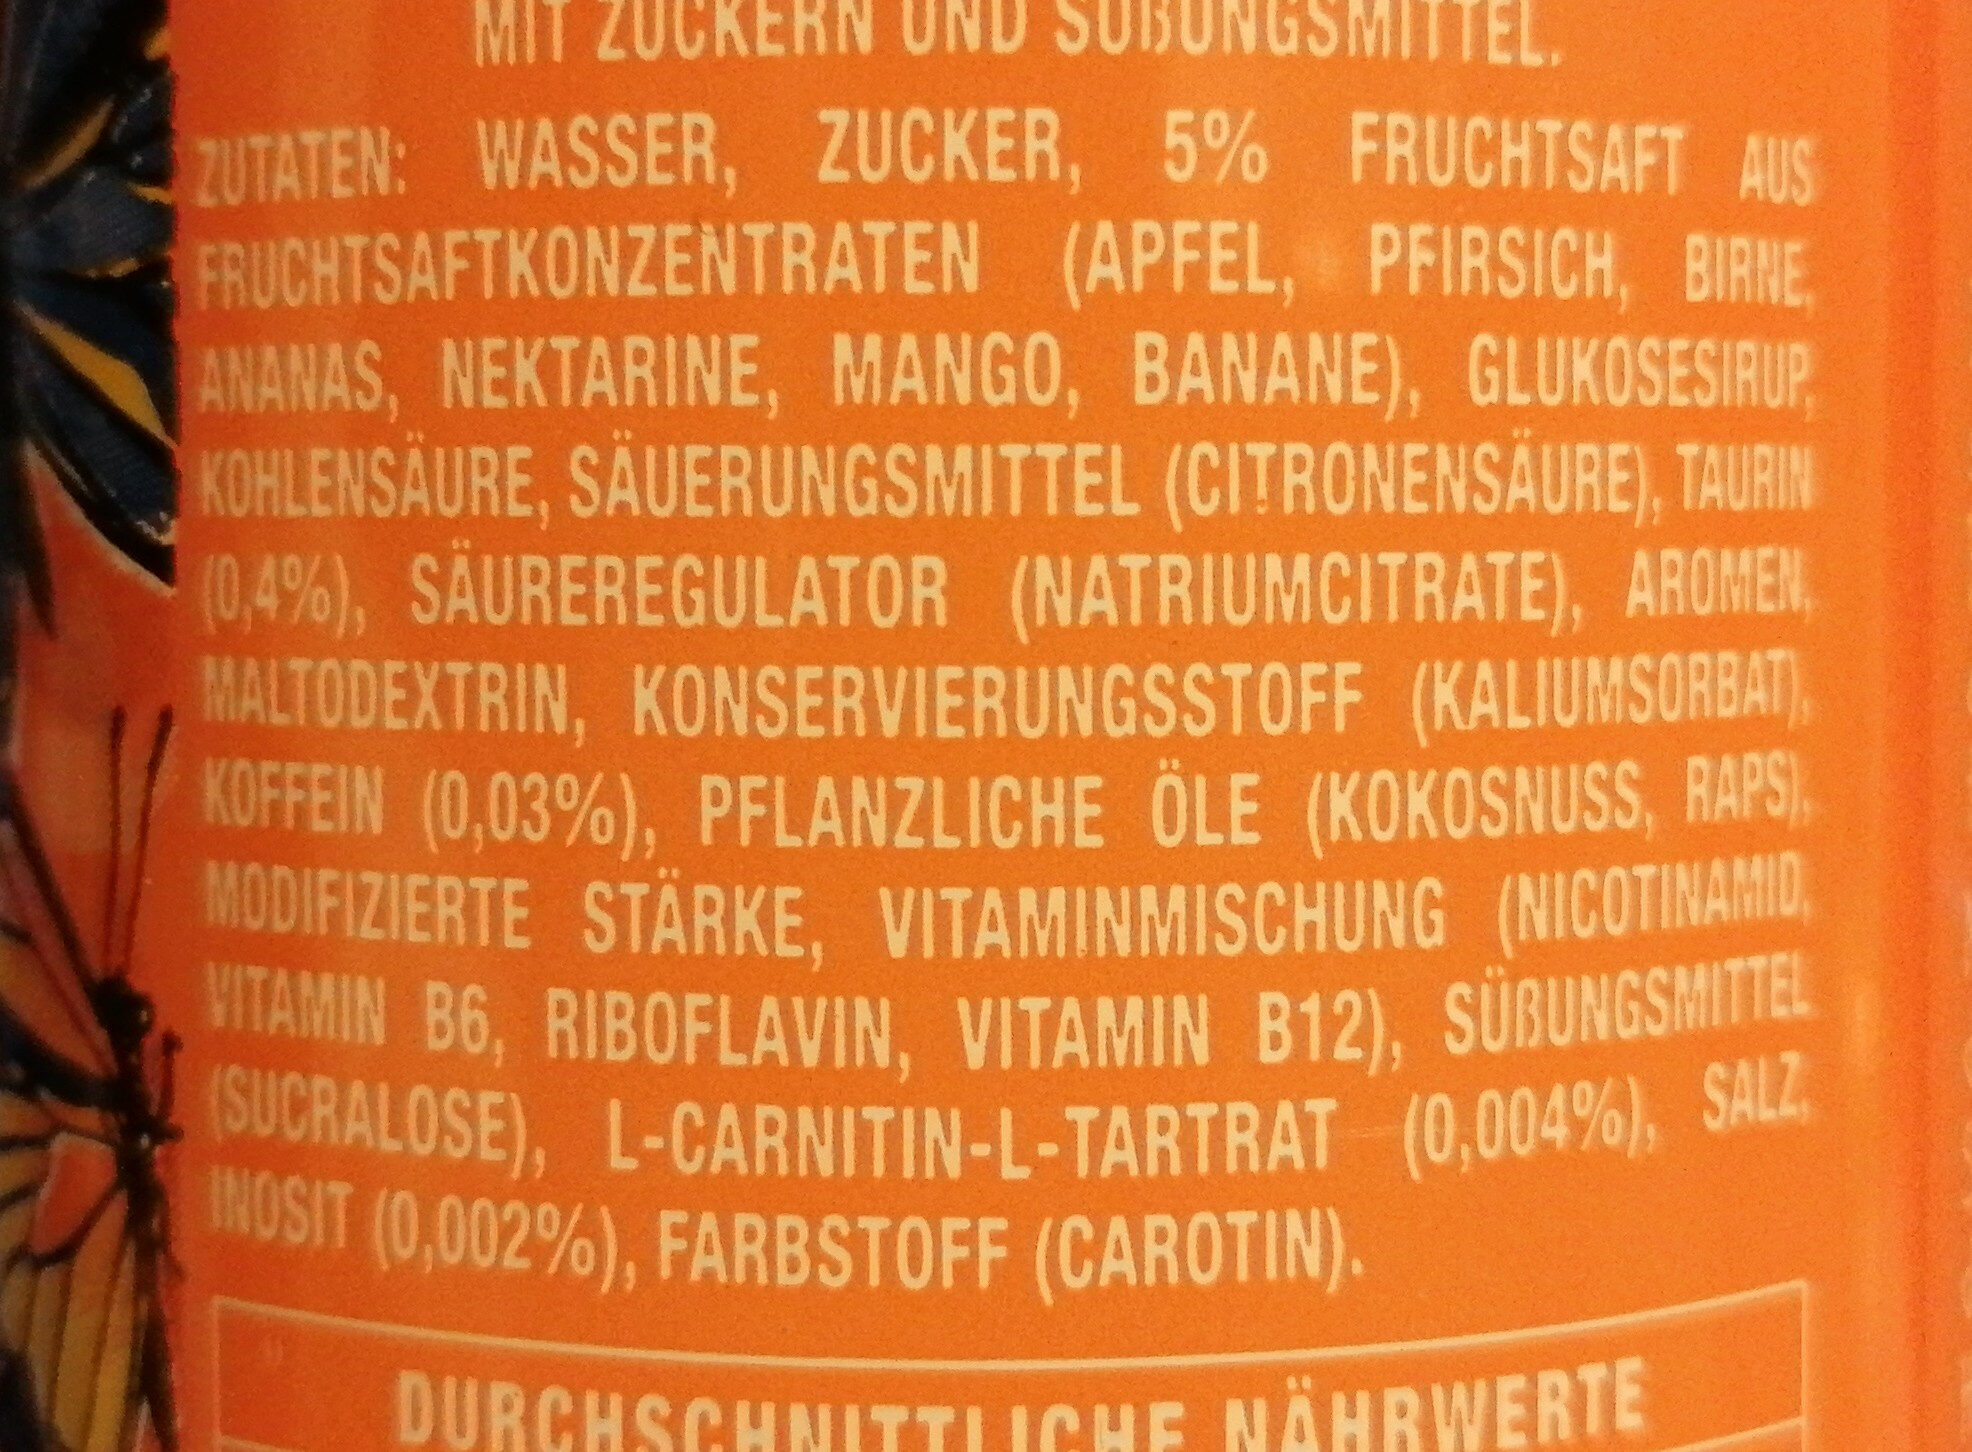 MIT ZUCKERN UND SÜßUNGSMITTEL.
ZUTATEN: WASSER, ZUCKER, 5% FRUCHTSAFT AUS
FRUCHTSAFTKONZENTRATEN (APFEL, PFIRSICH, BIRNE,
ANANAS, NEKTARINE, MANGO, BANANE), GLUKOSESIRUP,
KOHLENSÄURE, SÄUERUNGSMITTEL (CITRONENSÄURE), TAURIN
(0,4%), SÄUREREGULATOR (NATRIUMCITRATE), AROMEN,
MALTODEXTRIN, KONSERVIERUNGSSTOFF (KALIUMSORBAT),
KOFFEIN (0,03%), PFLANZLICHE ÖLE (KOKOSNUSS, RAPS),
MODIFIZIERTE STÄRKE, VITAMINMISCHUNG (NICOTINAMID,
VITAMIN B6, RIBOFLAVIN, VITAMIN B12), SÜßUNGSMITTEL
(SUCRALOSE), L-CARNITIN-L-TARTRAT (0,004%), SALZ,
INOSIT (0,002%), FARBSTOFF (CAROTIN).
DURCHSCHNITTLICHE NÄHRWERTE